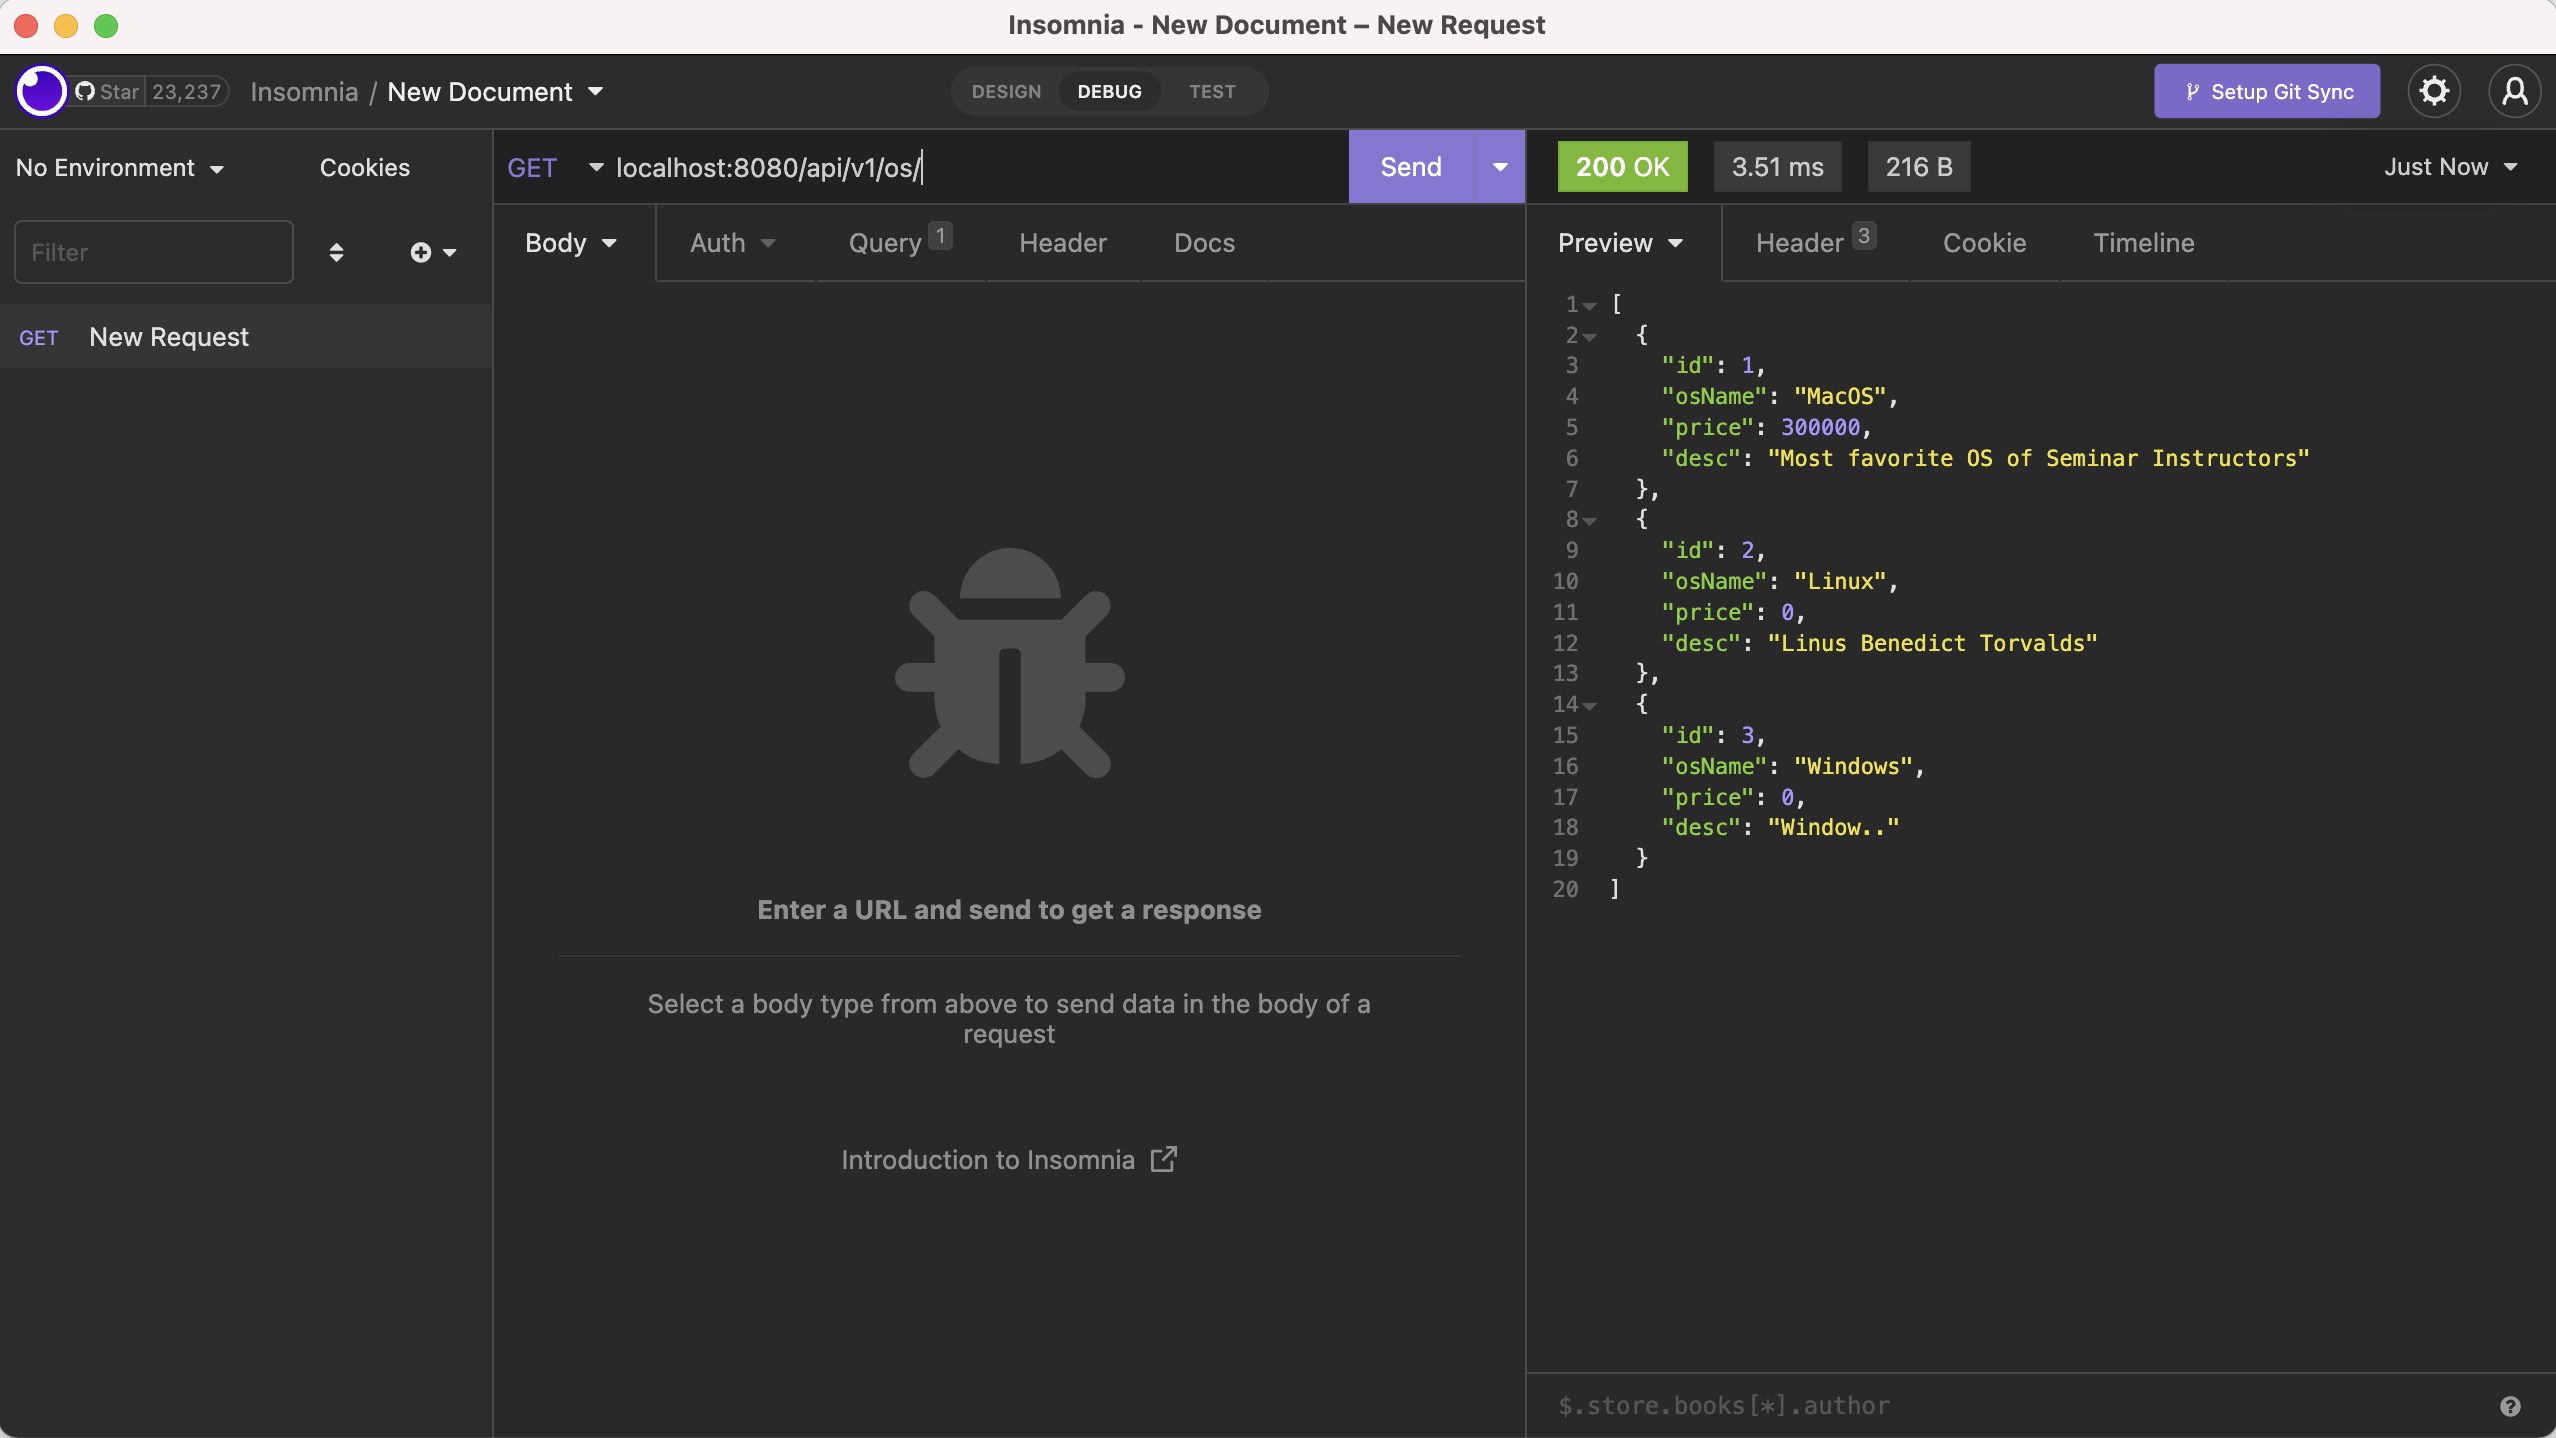 Insomnia - New Document – New Request
Star 23,237 Insomnia / New Document
DESIGN DEBUG TEST
Setup Git Sync
No Environment Cookies
Filter
GET New Request
GET localhost:8080/api/v1/os/
Send
Body Auth Query 1 Header Docs
Enter a URL and send to get a response
Select a body type from above to send data in the body of a
request
Introduction to Insomnia
200 OK 3.51 ms 216 B Just Now
Preview Header 3 Cookie Timeline
1 [
2 {
3 "id": 1,
4 "osName": "MacOS",
5 "price": 300000,
6 "desc": "Most favorite OS of Seminar Instructors"
7 },
8 {
9 "id": 2,
10 "osName": "Linux",
11 "price": 0,
12 "desc": "Linus Benedict Torvalds"
13 },
14 {
15 "id": 3,
16 "osName": "Windows",
17 "price": 0,
18 "desc": "Window.."
19 }
20 ]
$.store.books[*].author